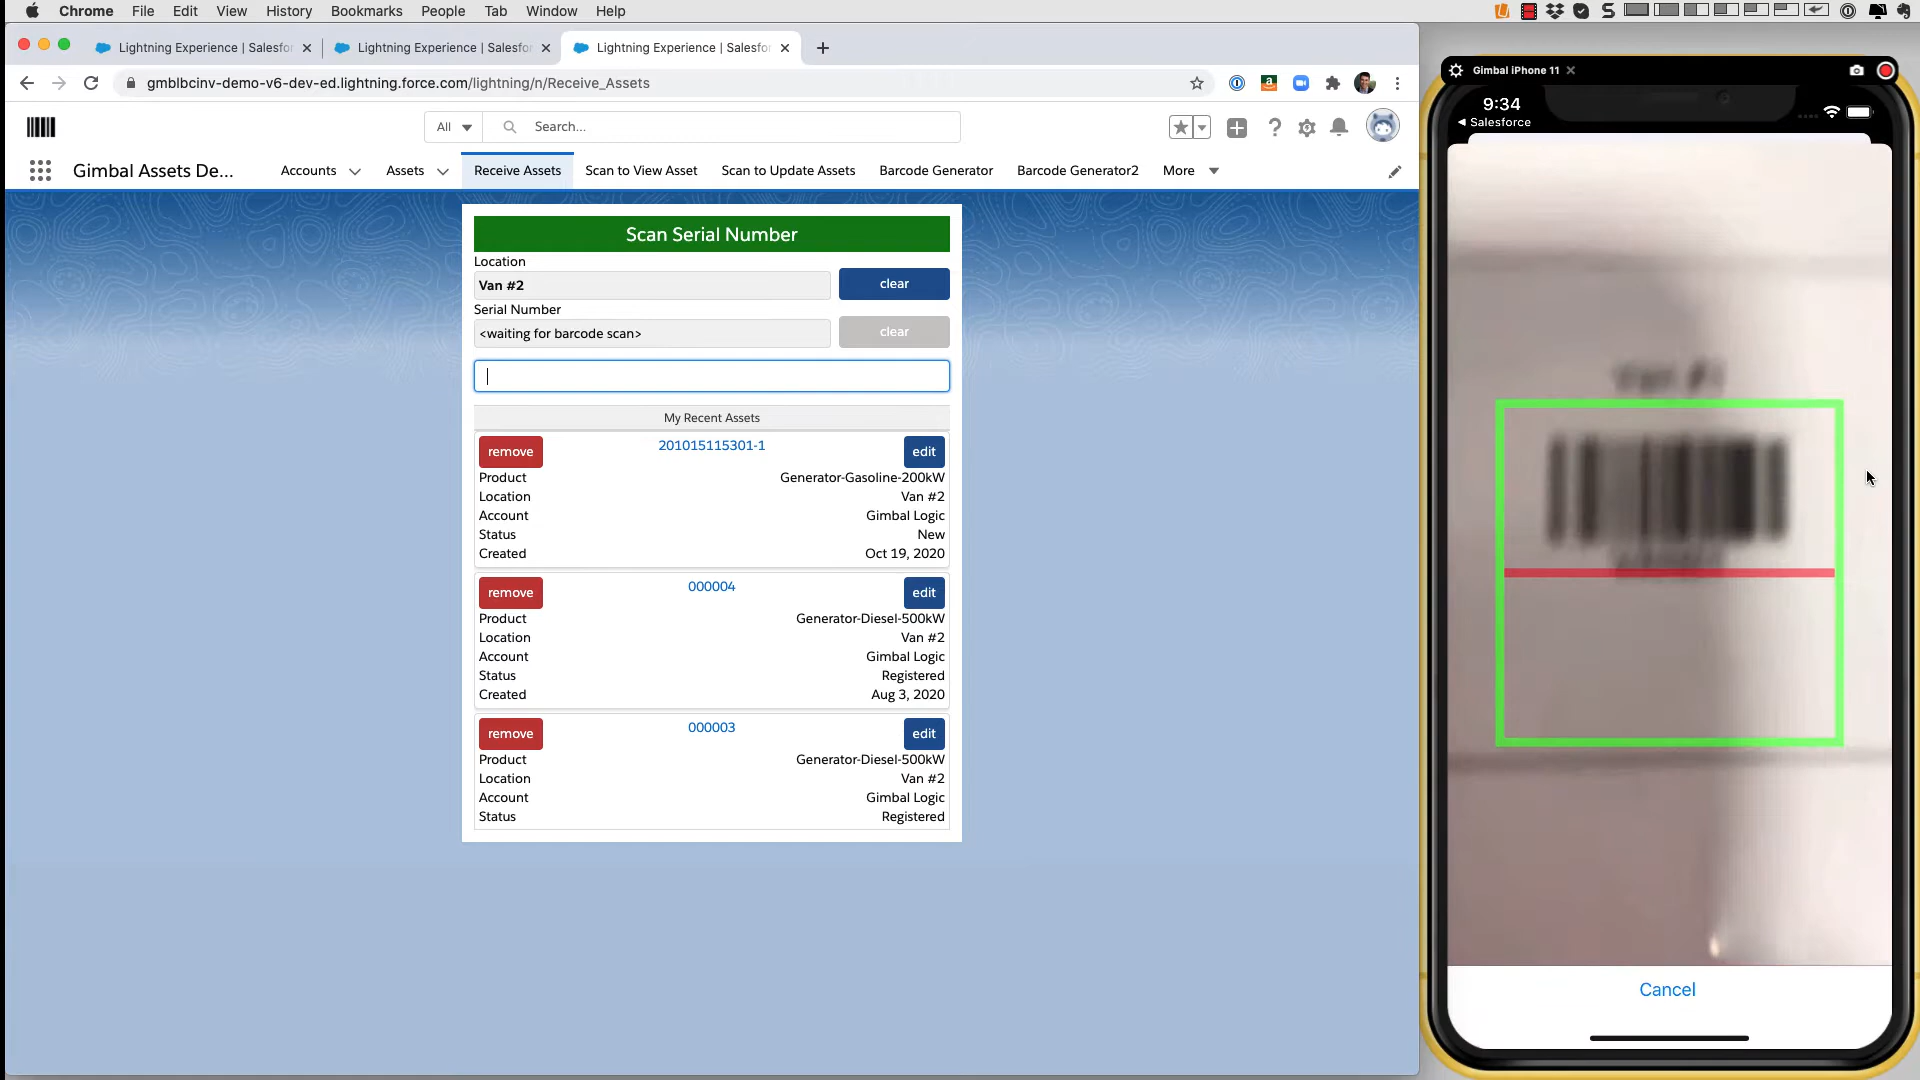 Chrome File Edit View History Bookmarks People Tab Window Help
Lightning Experience | Salesfor
Lightning Experience | Salesfor
Lightning Experience | Salesfor
gmblbcinv-demo-v6-dev-ed.lightning.force.com/lightning/n/Receive_Assets
All
Search...
Gimbal Assets De...
Accounts
Assets
Receive Assets
Scan to View Asset
Scan to Update Assets
Barcode Generator
Barcode Generator2
More
Scan Serial Number
Location
Van #2
clear
Serial Number
<waiting for barcode scan>
clear
My Recent Assets
remove
201015115301-1
edit
Product Generator-Gasoline-200kW
Location Van #2
Account Gimbal Logic
Status New
Created Oct 19, 2020
remove
000004
edit
Product Generator-Diesel-500kW
Location Van #2
Account Gimbal Logic
Status Registered
Created Aug 3, 2020
remove
000003
edit
Product Generator-Diesel-500kW
Location Van #2
Account Gimbal Logic
Status Registered
Gimbal iPhone 11
9:34
Salesforce
Cancel